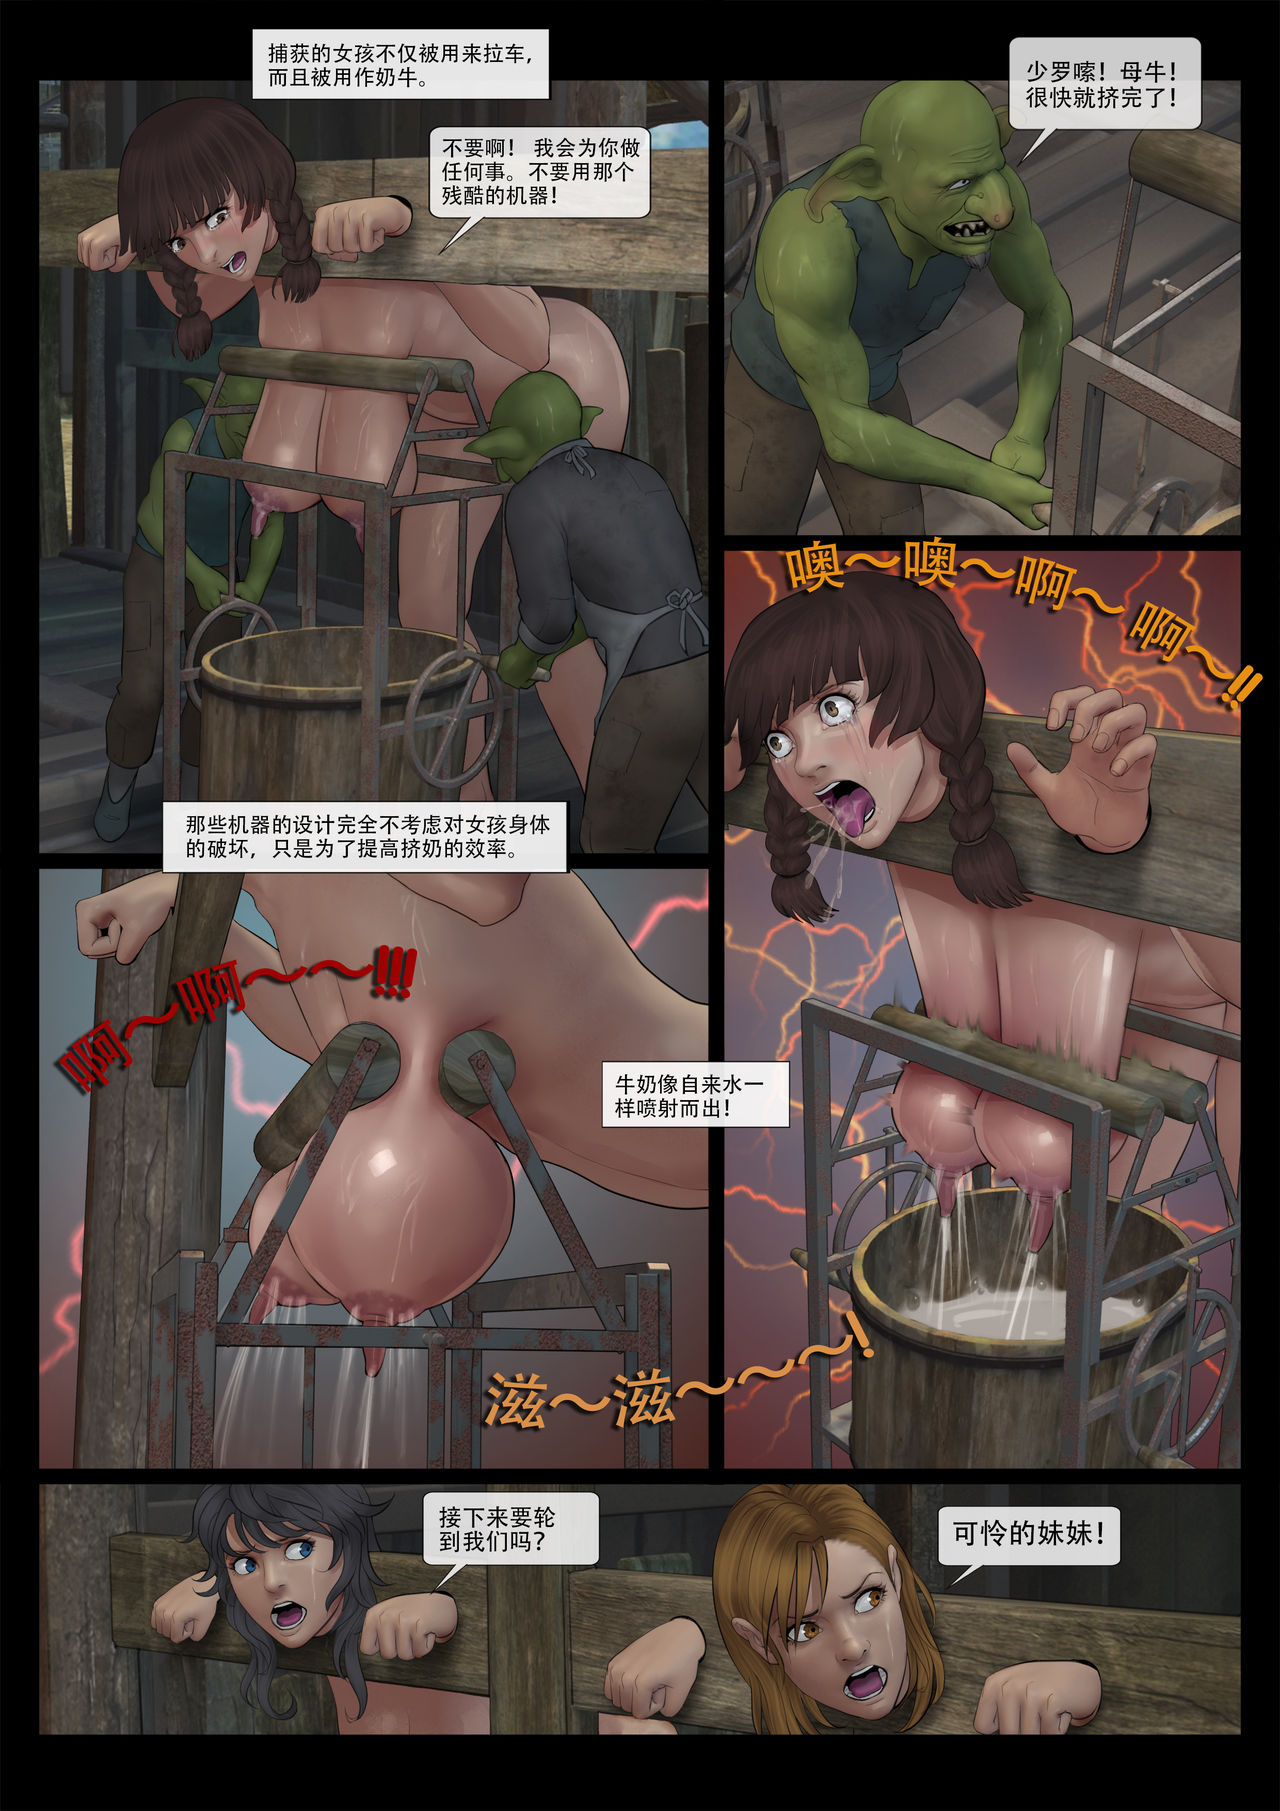 捕获的女孩不仅被用来拉车，
而且被用作奶牛。
不要啊！ 我会为你做
任何事。不要用那个
残酷的机器！
少罗嗦！母牛！
很快就挤完了！
那些机器的设计完全不考虑对女孩身体
的破坏，只是为了提高挤奶的效率。
噢～噢～啊～啊～!!
啊～啊～～!!!
牛奶像自来水一
样喷射而出！
滋～滋～～～!
接下来要轮
到我们吗？
可怜的妹妹！